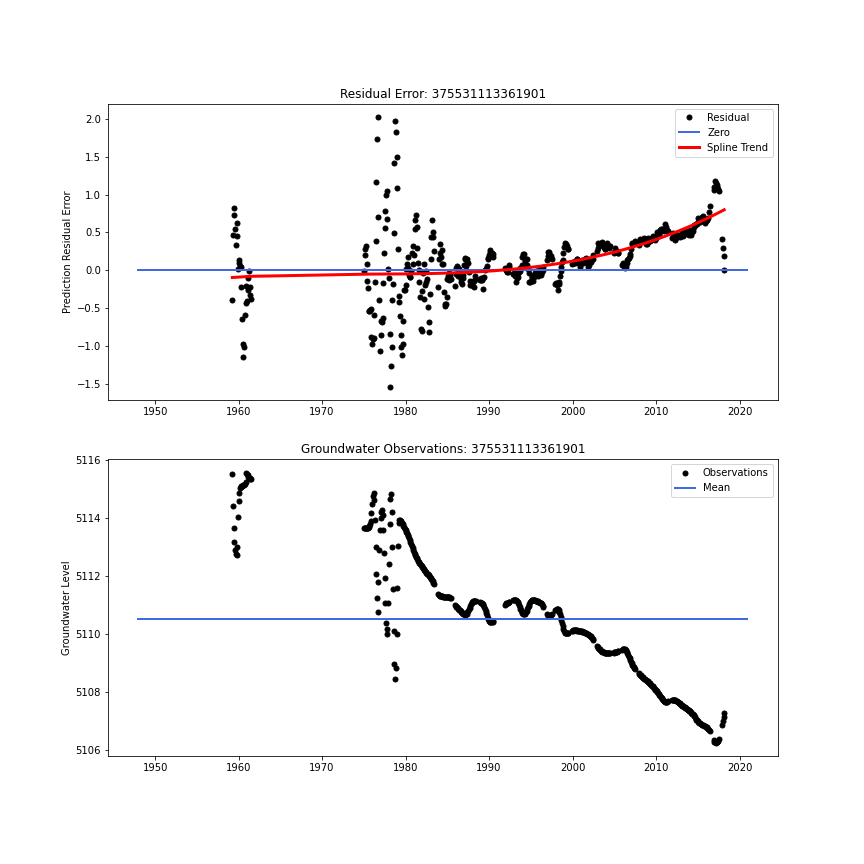 Residual Error: 375531113361901
Prediction Residual Error
2.0
1.5
1.0
0.5
0.0
−0.5
−1.0
−1.5
Residual
Zero
Spline Trend
1950 1960 1970 1980 1990 2000 2010 2020
Groundwater Observations: 375531113361901
Groundwater Level
5116
5114
5112
5110
5108
5106
Observations
Mean
1950 1960 1970 1980 1990 2000 2010 2020